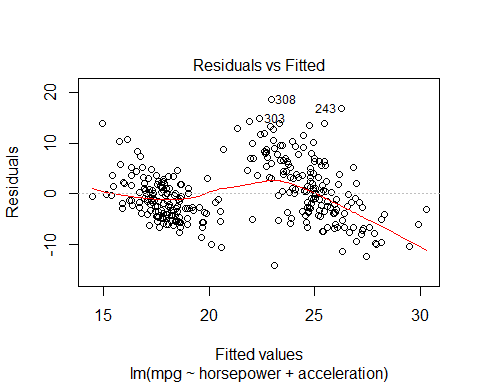 Residuals vs Fitted
Residuals
20
10
0
-10
308
303
243
15
20
25
30
Fitted values
lm(mpg ~ horsepower + acceleration)